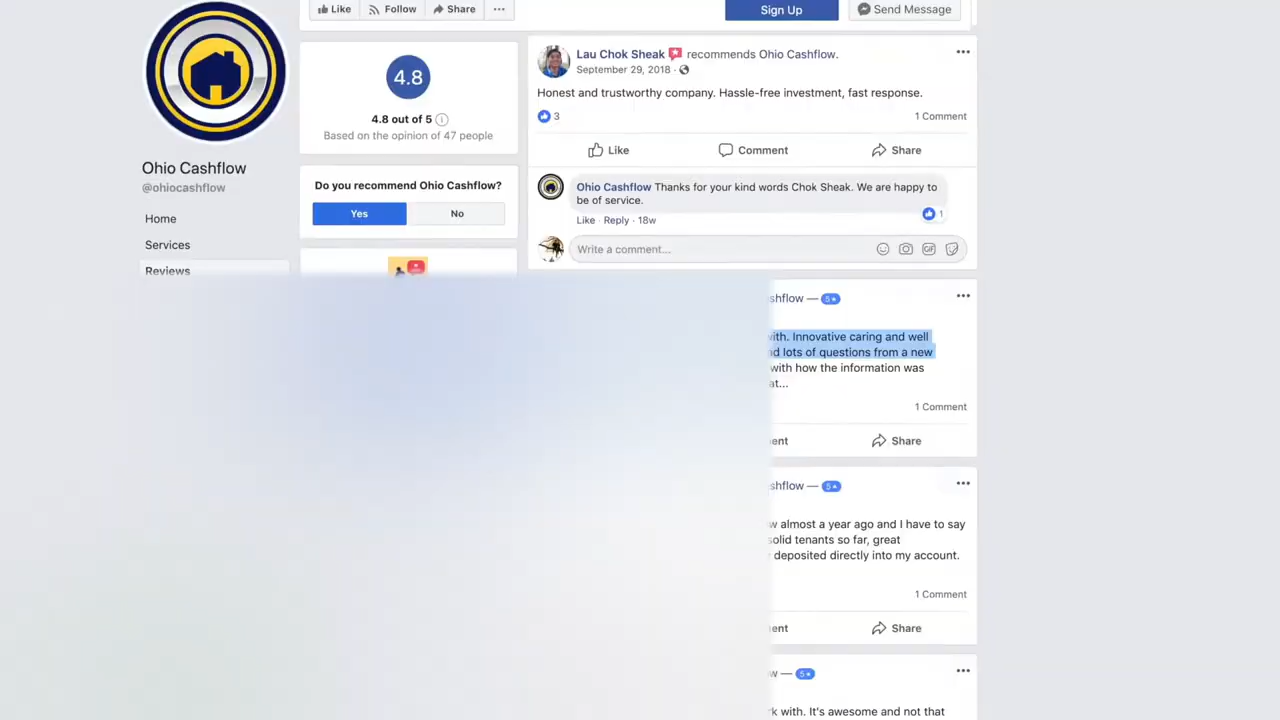 Like Follow Share
Sign Up
Send Message
4.8
4.8 out of 5
Based on the opinion of 47 people
Ohio Cashflow
@ohiocashflow
Home
Services
Reviews
Do you recommend Ohio Cashflow?
Yes No
Lau Chok Sheak recommends Ohio Cashflow.
September 29, 2018
Honest and trustworthy company. Hassle-free investment, fast response.
3
1 Comment
Like Comment Share
Ohio Cashflow Thanks for your kind words Chok Sheak. We are happy to
be of service.
1
Like · Reply · 18w
Write a comment...
GIF
shflow — 5★
with. Innovative caring and well
lots of questions from a new
with how the information was
at...
1 Comment
ent Share
shflow — 5★
w almost a year ago and I have to say
solid tenants so far, great
deposited directly into my account.
1 Comment
ent Share
w — 5★
k with. It's awesome and not that